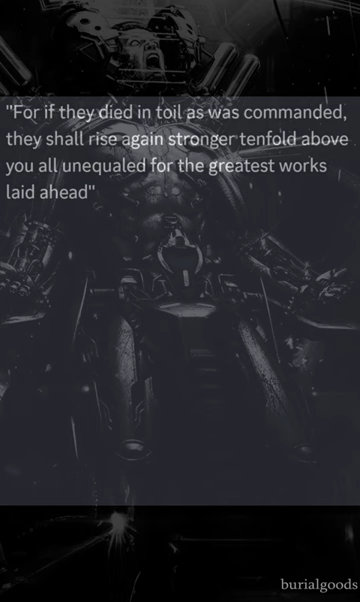 "For if they died in toil as was commanded,
they shall rise again stronger tenfold above
you all unequaled for the greatest works
laid ahead"
burialgoods